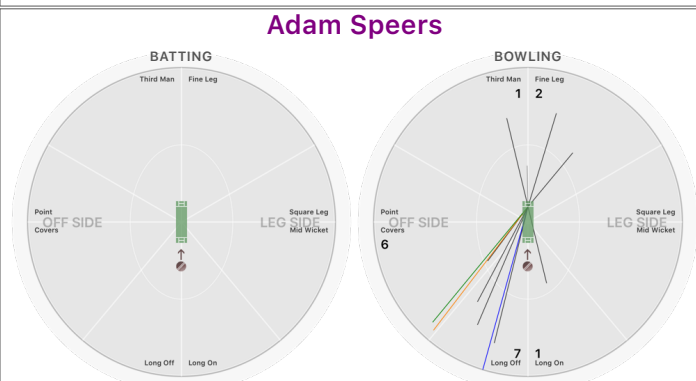 Adam Speers
BATTING
Third Man Fine Leg
Point
OFF SIDE
Covers
Square Leg
LEG SIDE
Mid Wicket
Long Off Long On
BOWLING
Third Man Fine Leg
1 2
Point
OFF SIDE
Covers
6
Square Leg
LEG SIDE
Mid Wicket
7 1
Long Off Long On